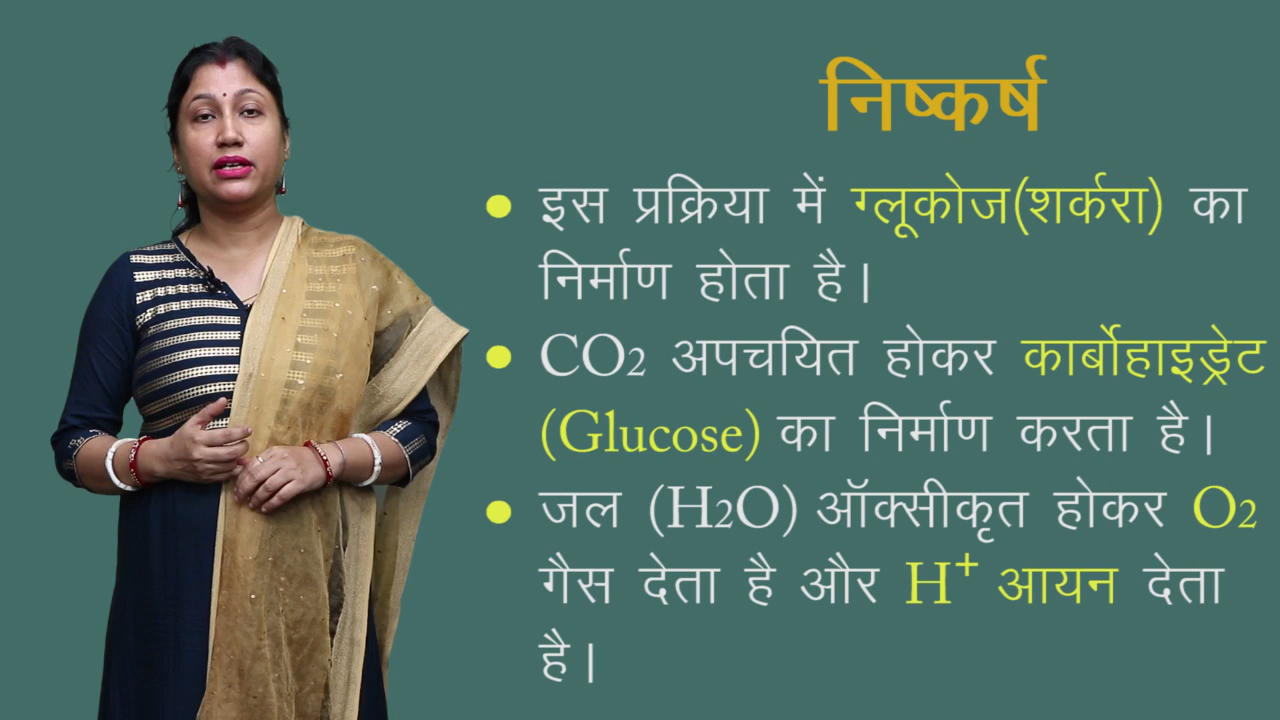 निष्कर्ष
• इस प्रक्रिया में ग्लूकोज(शर्करा) का
निर्माण होता है।
• CO₂ अपचयित होकर कार्बोहाइड्रेट
(Glucose) का निर्माण करता है।
• जल (H₂O) ऑक्सीकृत होकर O₂
गैस देता है और H⁺ आयन देता
है।